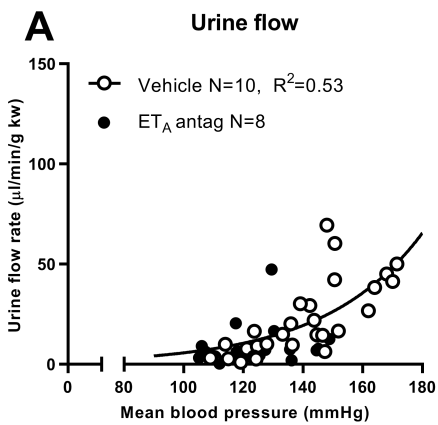 A
Urine flow
Urine flow rate (µl/min/g kw)
150
100
50
0
Vehicle N=10, R²=0.53
ET_A antag N=8
0 80 100 120 140 160 180
Mean blood pressure (mmHg)